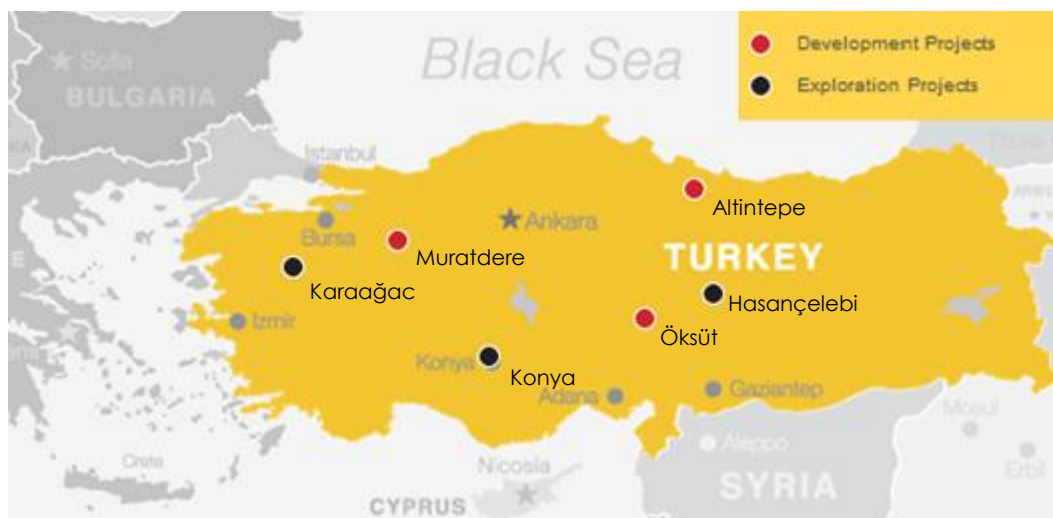 Black Sea
Development Projects
Exploration Projects
Sofia
BULGARIA
Istanbul
Altintepe
Ankara
Bursa
Muratdere
TURKEY
Karaağac
Hasançelebi
Izmir
Öksüt
Konya
Konya
Adana
Gaziantep
Mosul
Aleppo
Erbil
Crete
Nicosia
SYRIA
CYPRUS